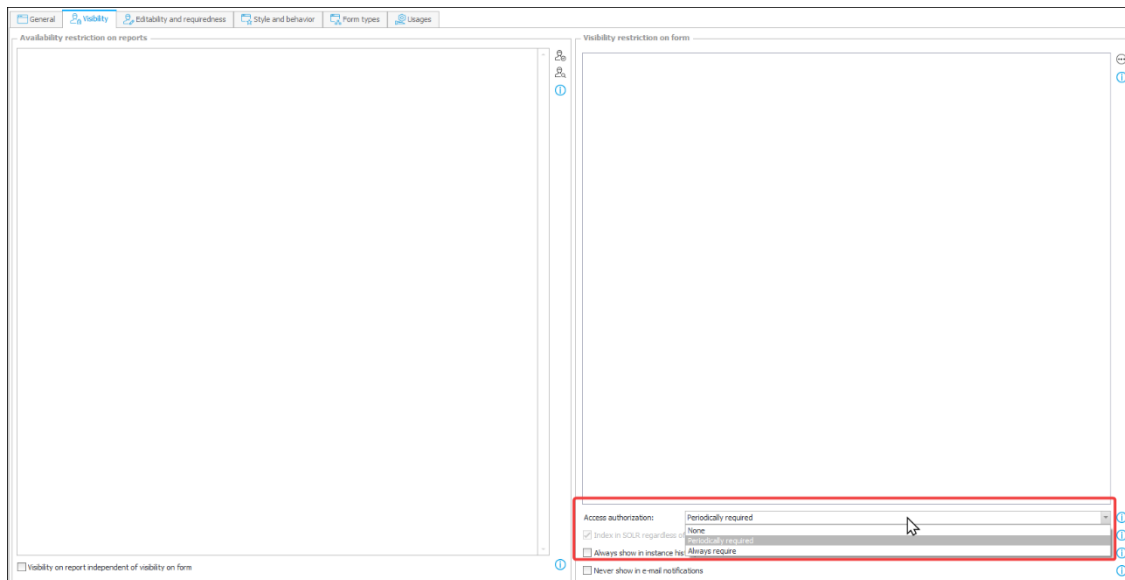 General Visibility Editability and requiredness Style and behavior Form types Usages
Availability restriction on reports
Visibility on report independent of visibility on form
Visibility restriction on form
Access authorization: Periodically required
None
Index in SOLR regardless of
Periodically required
Always show in instance his
Always require
Never show in e-mail notifications